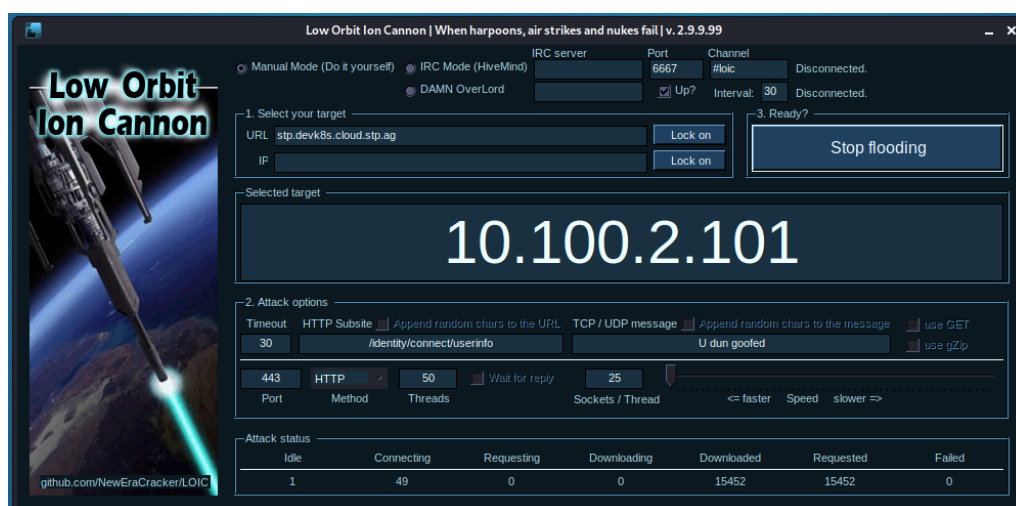 Low Orbit Ion Cannon | When harpoons, air strikes and nukes fail | v. 2.9.9.99
Low Orbit
Ion Cannon
IRC server Port Channel
Manual Mode (Do it yourself) IRC Mode (HiveMind) 6667 #loic Disconnected.
DAMN OverLord Up? Interval: 30 Disconnected.
1. Select your target
3. Ready?
URL stp.devk8s.cloud.stp.ag Lock on
Stop flooding
IP Lock on
Selected target
10.100.2.101
2. Attack options
Timeout HTTP Subsite Append random chars to the URL TCP / UDP message Append random chars to the message use GET
30 /identity/connect/userinfo U dun goofed use gZip
443 HTTP 50 Wait for reply 25
Port Method Threads Sockets / Thread <= faster Speed slower =>
Attack status
Idle Connecting Requesting Downloading Downloaded Requested Failed
1 49 0 0 15452 15452 0
github.com/NewEraCracker/LOIC